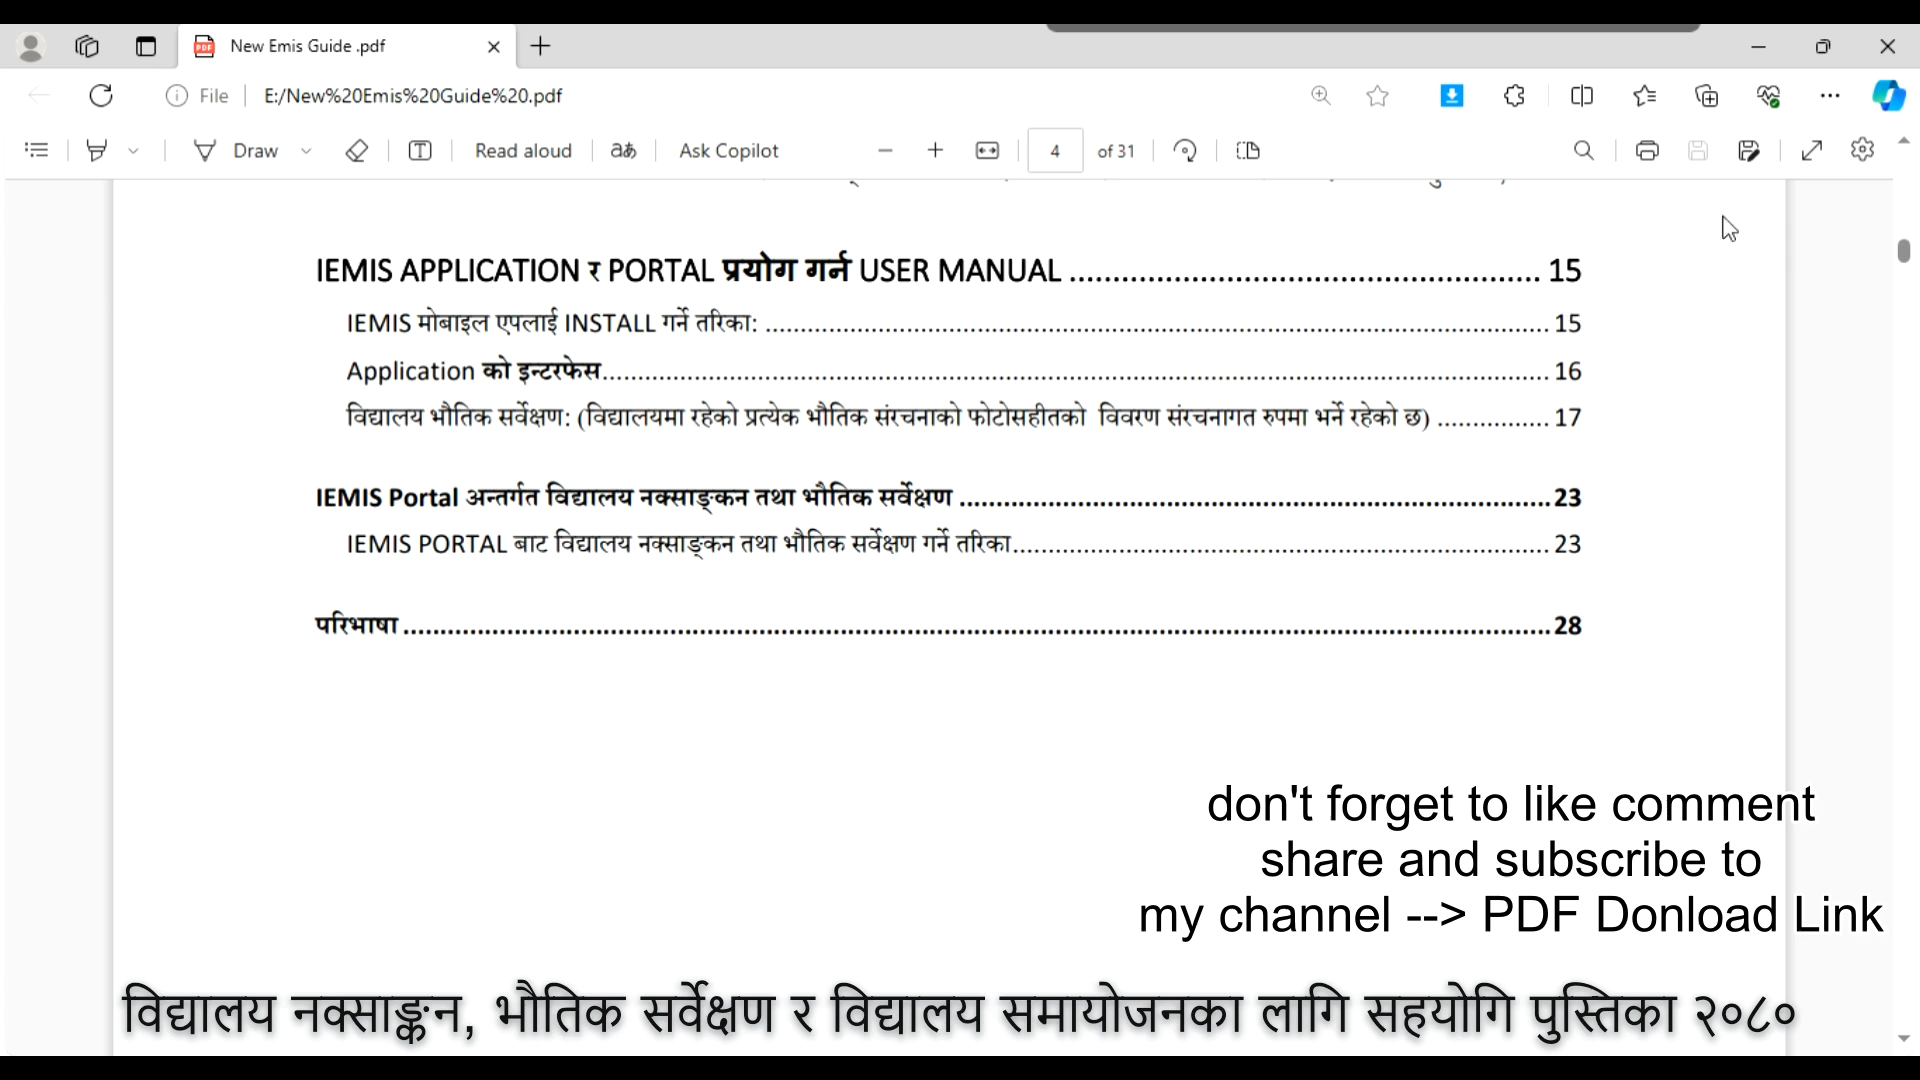 New Emis Guide .pdf
File E:/New%20Emis%20Guide%20.pdf
Draw Read aloud Ask Copilot 4 of 31
IEMIS APPLICATION र PORTAL प्रयोग गर्न USER MANUAL ........................................................ 15
IEMIS मोबाइल एपलाई INSTALL गर्ने तरिका: ........................................................ 15
Application को इन्टरफेस........................................................ 16
विद्यालय भौतिक सर्वेक्षण: (विद्यालयमा रहेको प्रत्येक भौतिक संरचनाको फोटोसहीतको विवरण संरचनागत रुपमा भर्ने रहेको छ) ................ 17
IEMIS Portal अन्तर्गत विद्यालय नक्साङ्कन तथा भौतिक सर्वेक्षण ........................................................ 23
IEMIS PORTAL बाट विद्यालय नक्साङ्कन तथा भौतिक सर्वेक्षण गर्ने तरिका........................................................ 23
परिभाषा ........................................................ 28
don't forget to like comment
share and subscribe to
my channel --> PDF Donload Link
विद्यालय नक्साङ्कन, भौतिक सर्वेक्षण र विद्यालय समायोजनका लागि सहयोगि पुस्तिका २०८०